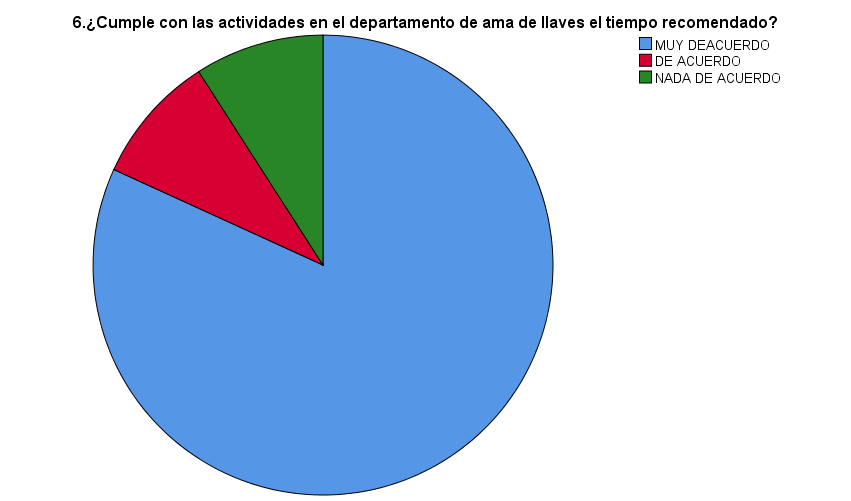 6.¿Cumple con las actividades en el departamento de ama de llaves el tiempo recomendado?
MUY DEACUERDO
DE ACUERDO
NADA DE ACUERDO